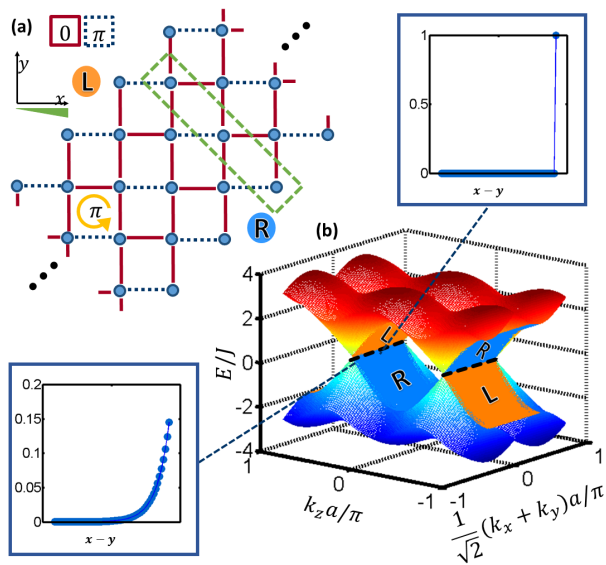 (a)
0
π
y
x
L
π
R
1
0.5
0
x − y
(b)
4
2
0
-2
-4
E/J
L
R
R
L
1
0
-1
k_z a/π
-1
0
1
1/√2 (k_x + k_y)a/π
0.2
0.15
0.1
0.05
0
x − y